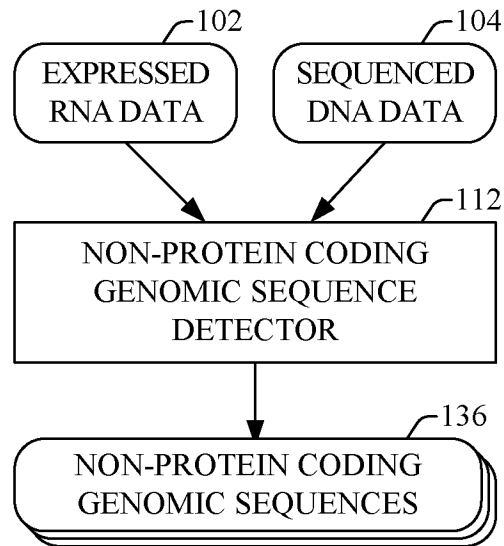 102
104
EXPRESSED
RNA DATA
SEQUENCED
DNA DATA
112
NON-PROTEIN CODING
GENOMIC SEQUENCE
DETECTOR
136
NON-PROTEIN CODING
GENOMIC SEQUENCES